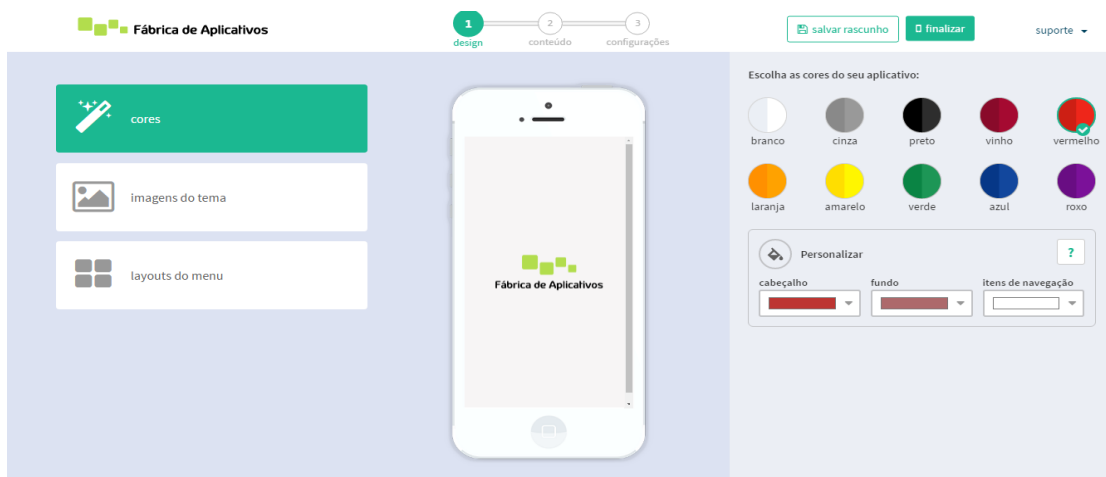 Fábrica de Aplicativos
1
2
3
design
conteúdo
configurações
salvar rascunho
finalizar
suporte
cores
imagens do tema
layouts do menu
Fábrica de Aplicativos
Escolha as cores do seu aplicativo:
branco
cinza
preto
vinho
vermelho
laranja
amarelo
verde
azul
roxo
Personalizar
?
cabeçalho
fundo
itens de navegação